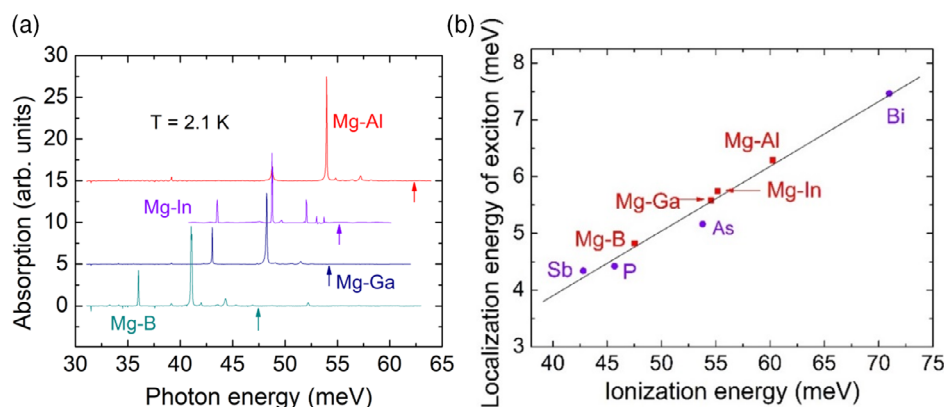 (a)
Absorption (arb. units)
30
25
20
15
10
5
0
T = 2.1 K
Mg-Al
Mg-In
Mg-Ga
Mg-B
30 35 40 45 50 55 60 65
Photon energy (meV)
(b)
Localization energy of exciton (meV)
8
7
6
5
4
3
Bi
Mg-Al
Mg-In
Mg-Ga
As
Mg-B
Sb
P
40 45 50 55 60 65 70 75
Ionization energy (meV)